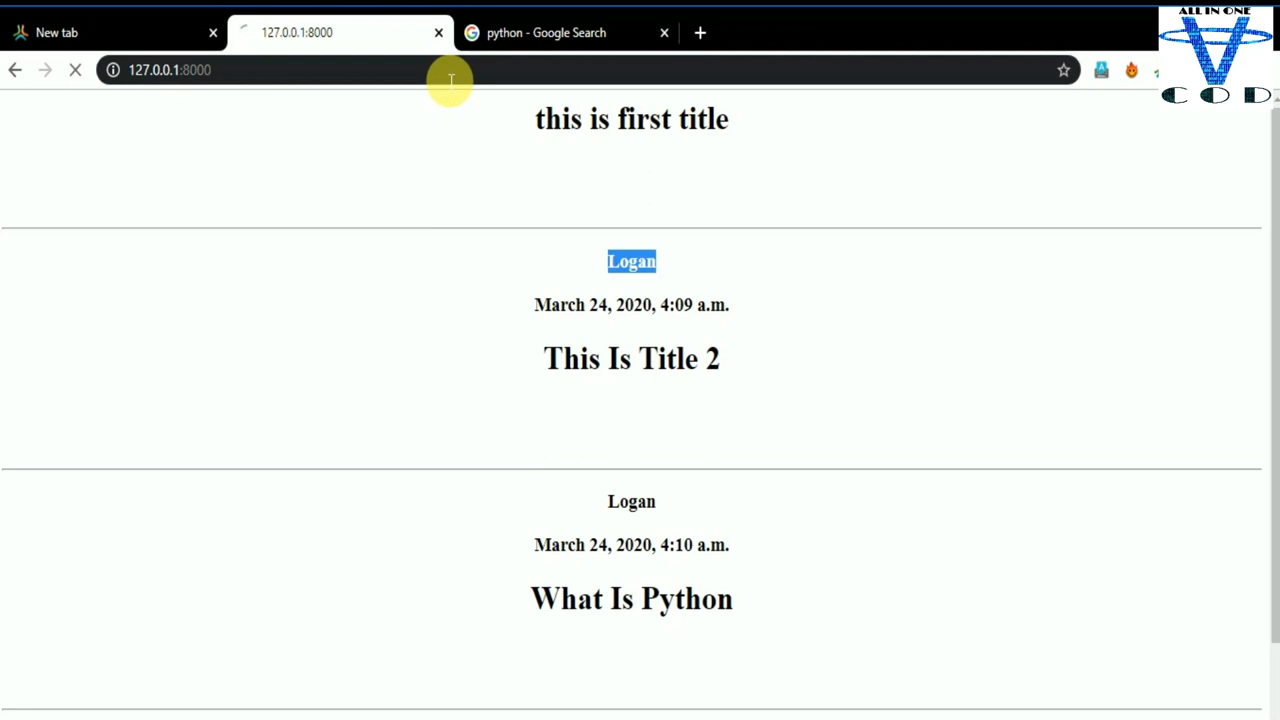 ALL IN ONE
New tab
127.0.0.1:8000
python - Google Search
127.0.0.1:8000
C O D
this is first title
Logan
March 24, 2020, 4:09 a.m.
This Is Title 2
Logan
March 24, 2020, 4:10 a.m.
What Is Python